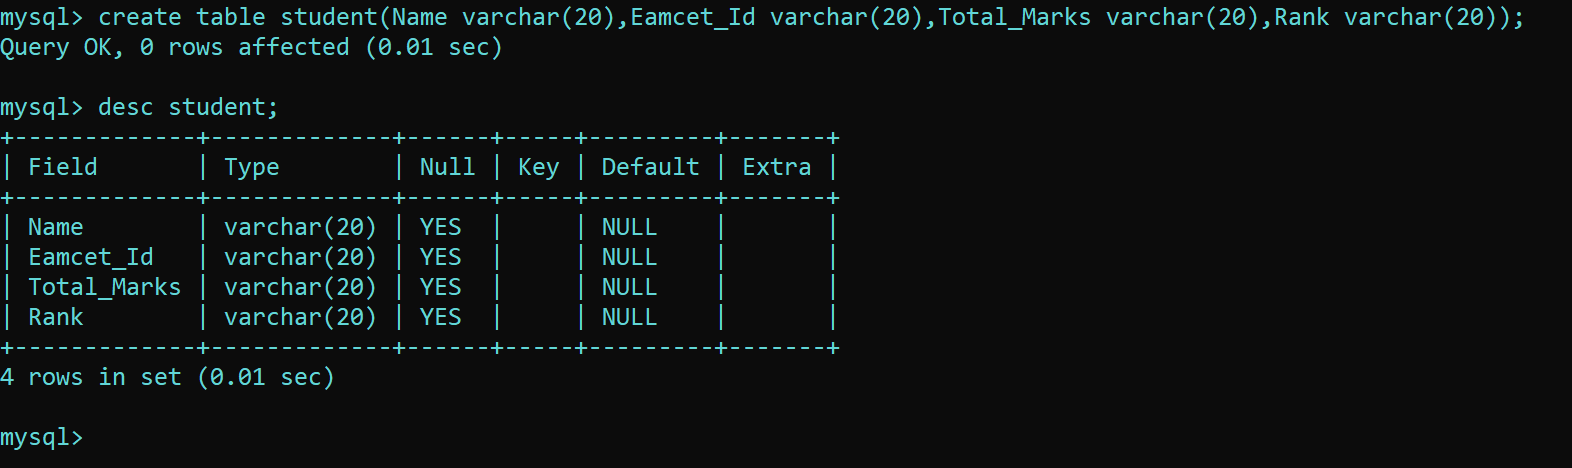 mysql> create table student(Name varchar(20),Eamcet_Id varchar(20),Total_Marks varchar(20),Rank varchar(20));
Query OK, 0 rows affected (0.01 sec)

mysql> desc student;
+-------------+-------------+------+-----+---------+-------+
| Field       | Type        | Null | Key | Default | Extra |
+-------------+-------------+------+-----+---------+-------+
| Name        | varchar(20) | YES  |     | NULL    |       |
| Eamcet_Id   | varchar(20) | YES  |     | NULL    |       |
| Total_Marks | varchar(20) | YES  |     | NULL    |       |
| Rank        | varchar(20) | YES  |     | NULL    |       |
+-------------+-------------+------+-----+---------+-------+
4 rows in set (0.01 sec)

mysql>